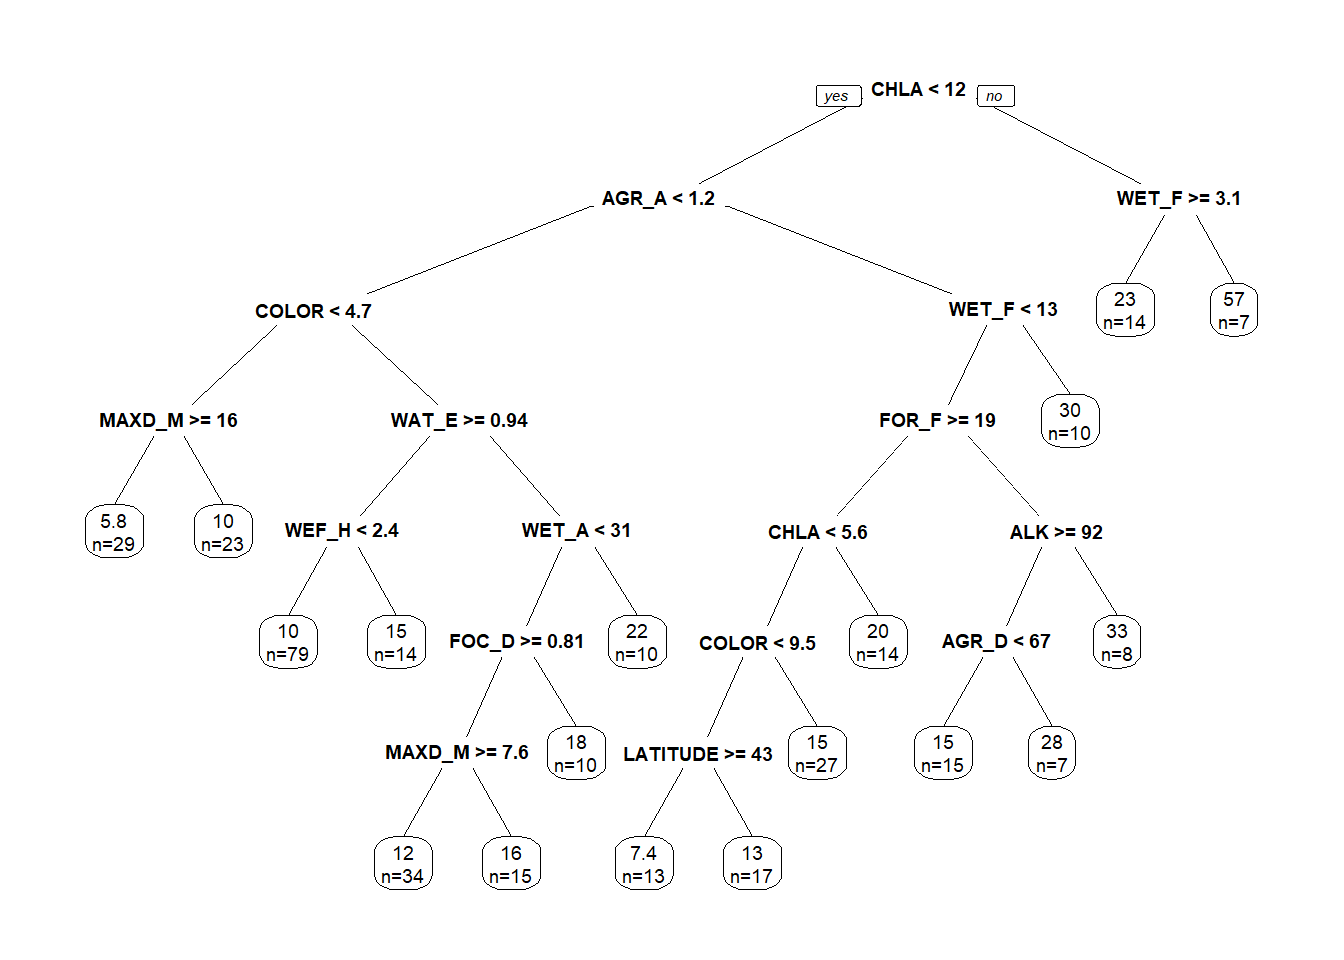 yes
CHLA < 12
no
AGR_A < 1.2
WET_F >= 3.1
COLOR < 4.7
WET_F < 13
23
n=14
57
n=7
MAXD_M >= 16
WAT_E >= 0.94
FOR_F >= 19
30
n=10
5.8
n=29
10
n=23
WEF_H < 2.4
WET_A < 31
CHLA < 5.6
ALK >= 92
10
n=79
15
n=14
FOC_D >= 0.81
22
n=10
COLOR < 9.5
20
n=14
AGR_D < 67
33
n=8
MAXD_M >= 7.6
18
n=10
LATITUDE >= 43
15
n=27
15
n=15
28
n=7
12
n=34
16
n=15
7.4
n=13
13
n=17